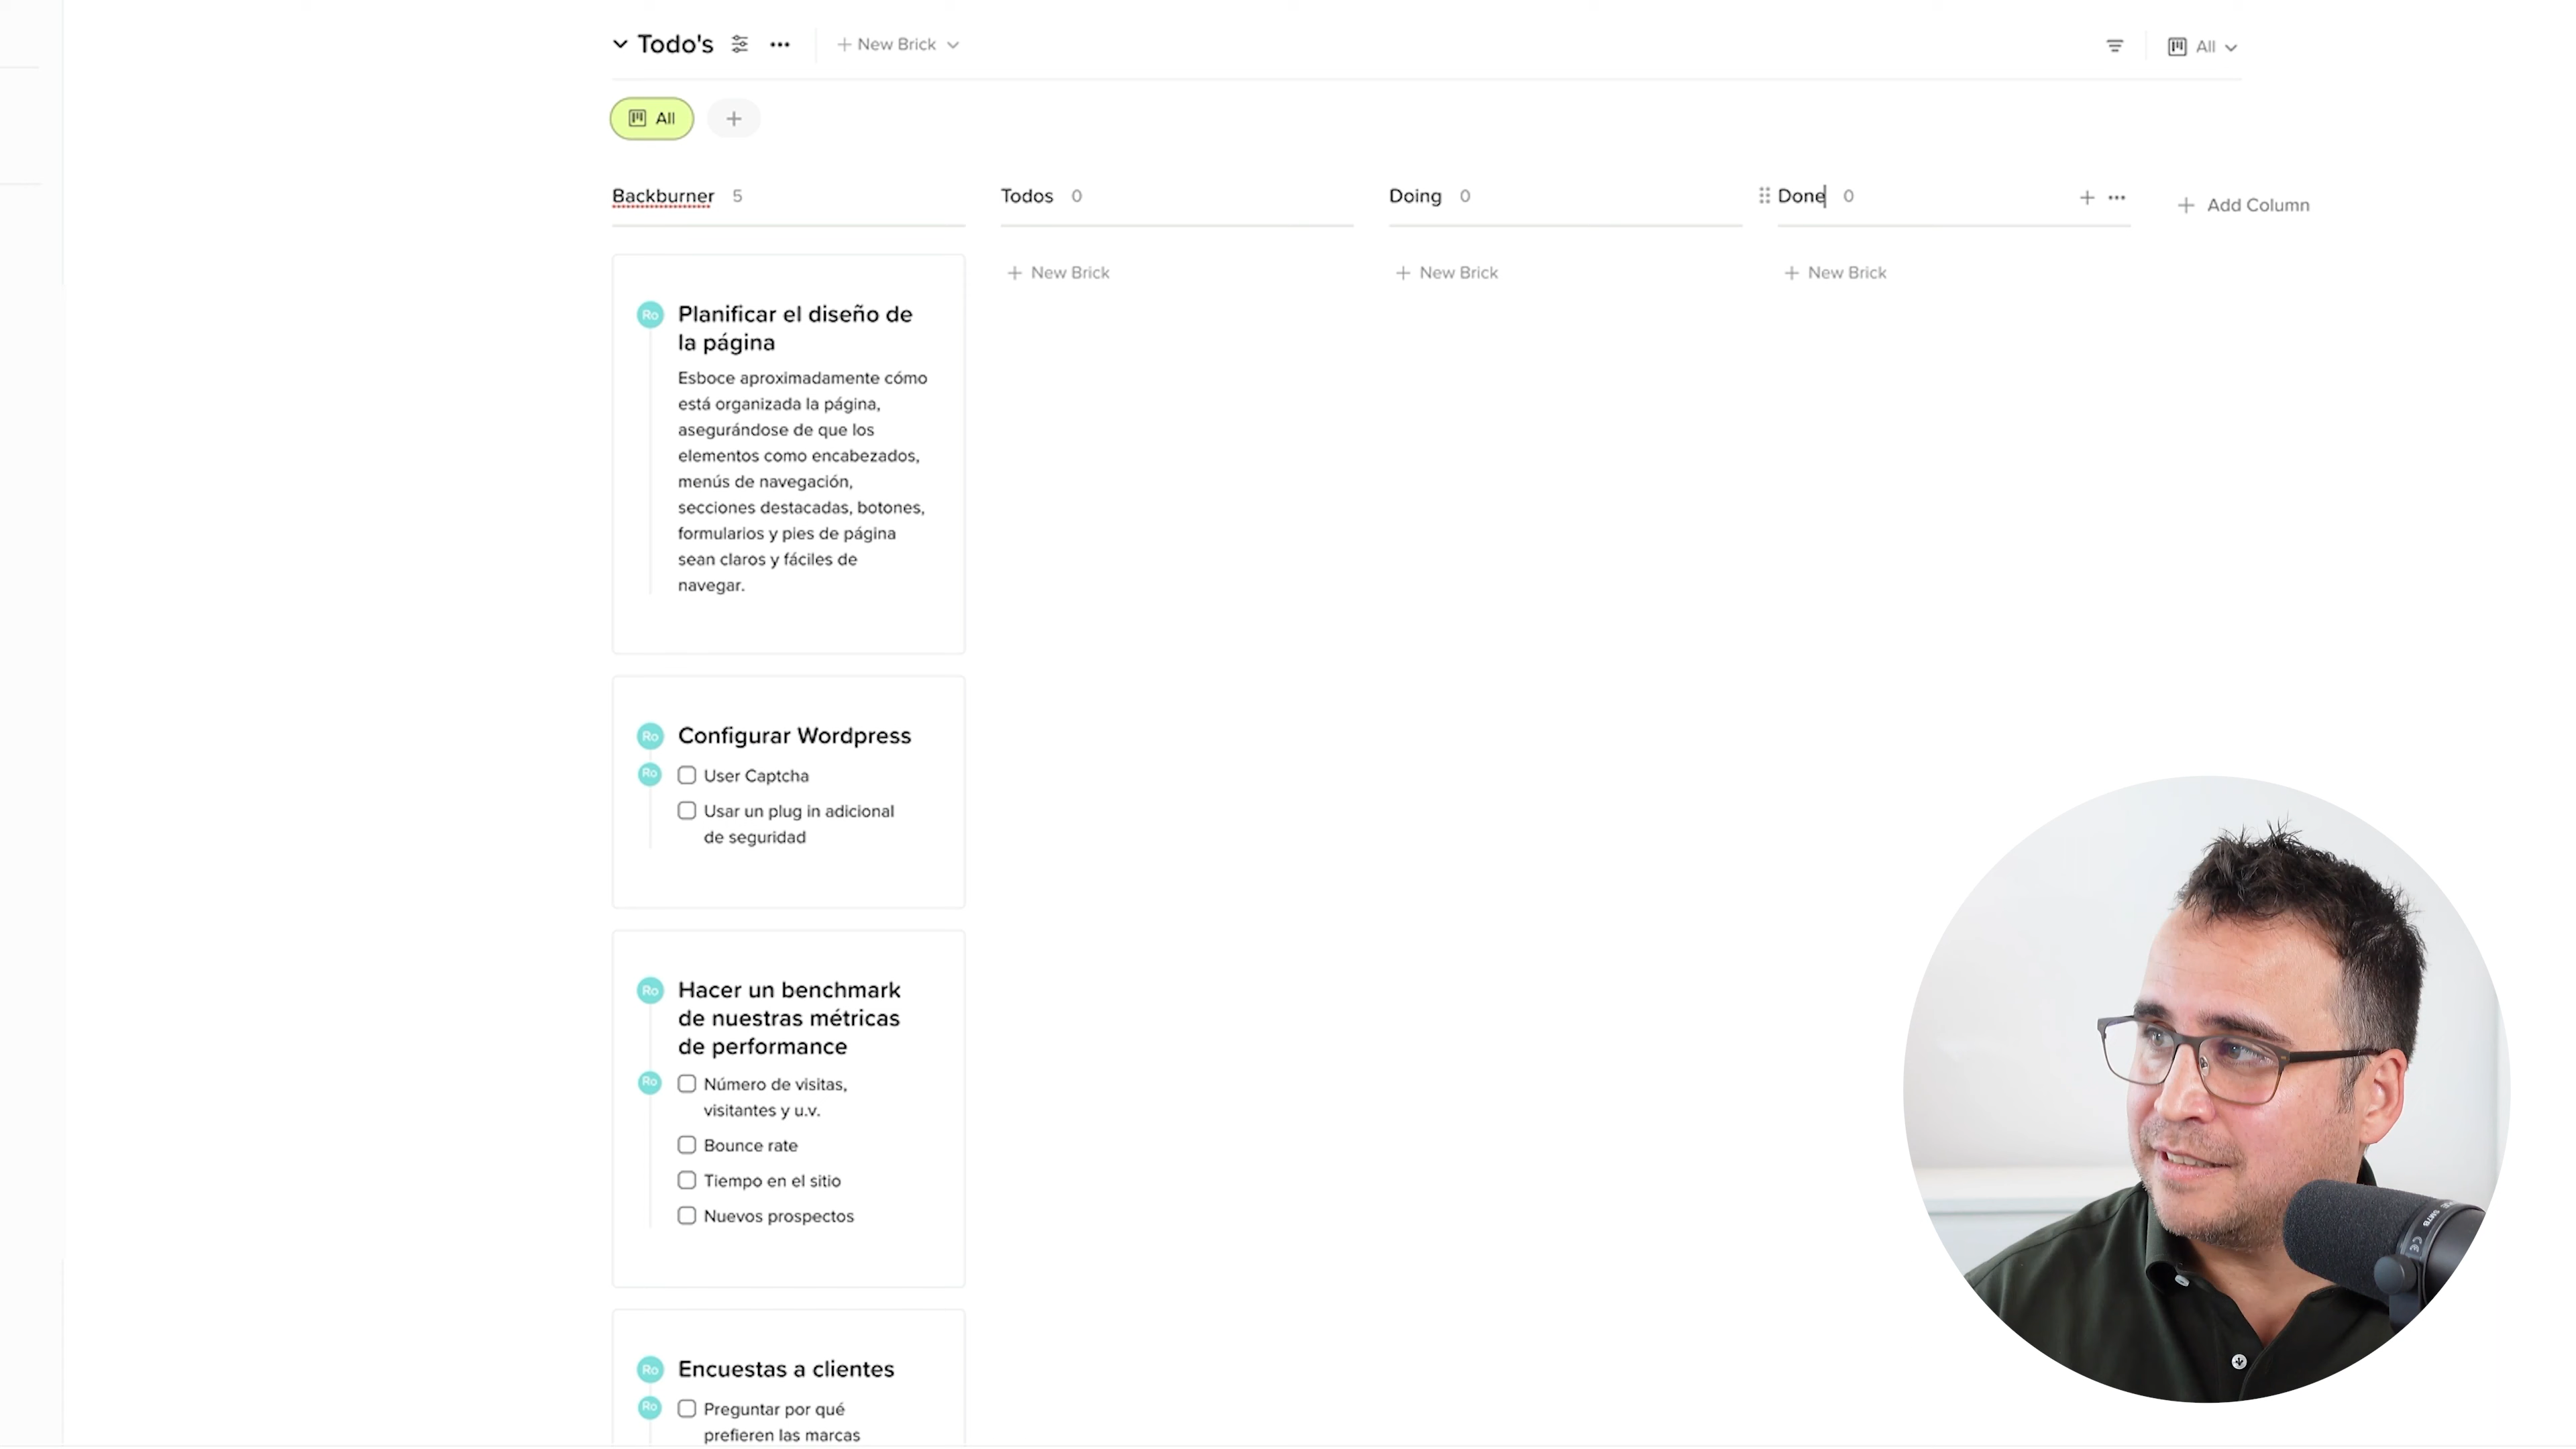 Todo's
+ New Brick
All
All
+
Backburner 5
Todos 0
Doing 0
Done 0
+ Add Column
+ New Brick
+ New Brick
+ New Brick
Ro
Planificar el diseño de
la página
Esboce aproximadamente cómo
está organizada la página,
asegurándose de que los
elementos como encabezados,
menús de navegación,
secciones destacadas, botones,
formularios y pies de página
sean claros y fáciles de
navegar.
Ro
Configurar Wordpress
Ro
User Captcha
Usar un plug in adicional
de seguridad
Ro
Hacer un benchmark
de nuestras métricas
de performance
Ro
Número de visitas,
visitantes y u.v.
Bounce rate
Tiempo en el sitio
Nuevos prospectos
Ro
Encuestas a clientes
Ro
Preguntar por qué
prefieren las marcas
SM7B
CE